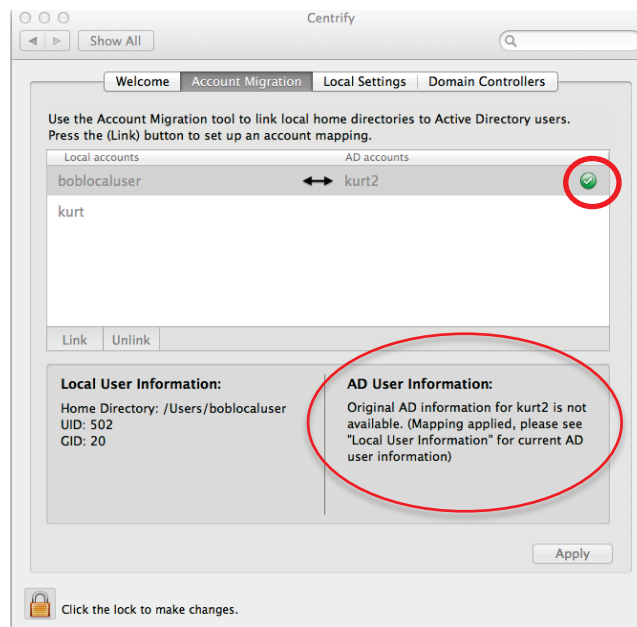 Centrify
Show All
Welcome Account Migration Local Settings Domain Controllers
Use the Account Migration tool to link local home directories to Active Directory users.
Press the (Link) button to set up an account mapping.
Local accounts AD accounts
boblocaluser kurt2
kurt
Link Unlink
Local User Information:
Home Directory: /Users/boblocaluser
UID: 502
GID: 20
AD User Information:
Original AD information for kurt2 is not
available. (Mapping applied, please see
"Local User Information" for current AD
user information)
Apply
Click the lock to make changes.